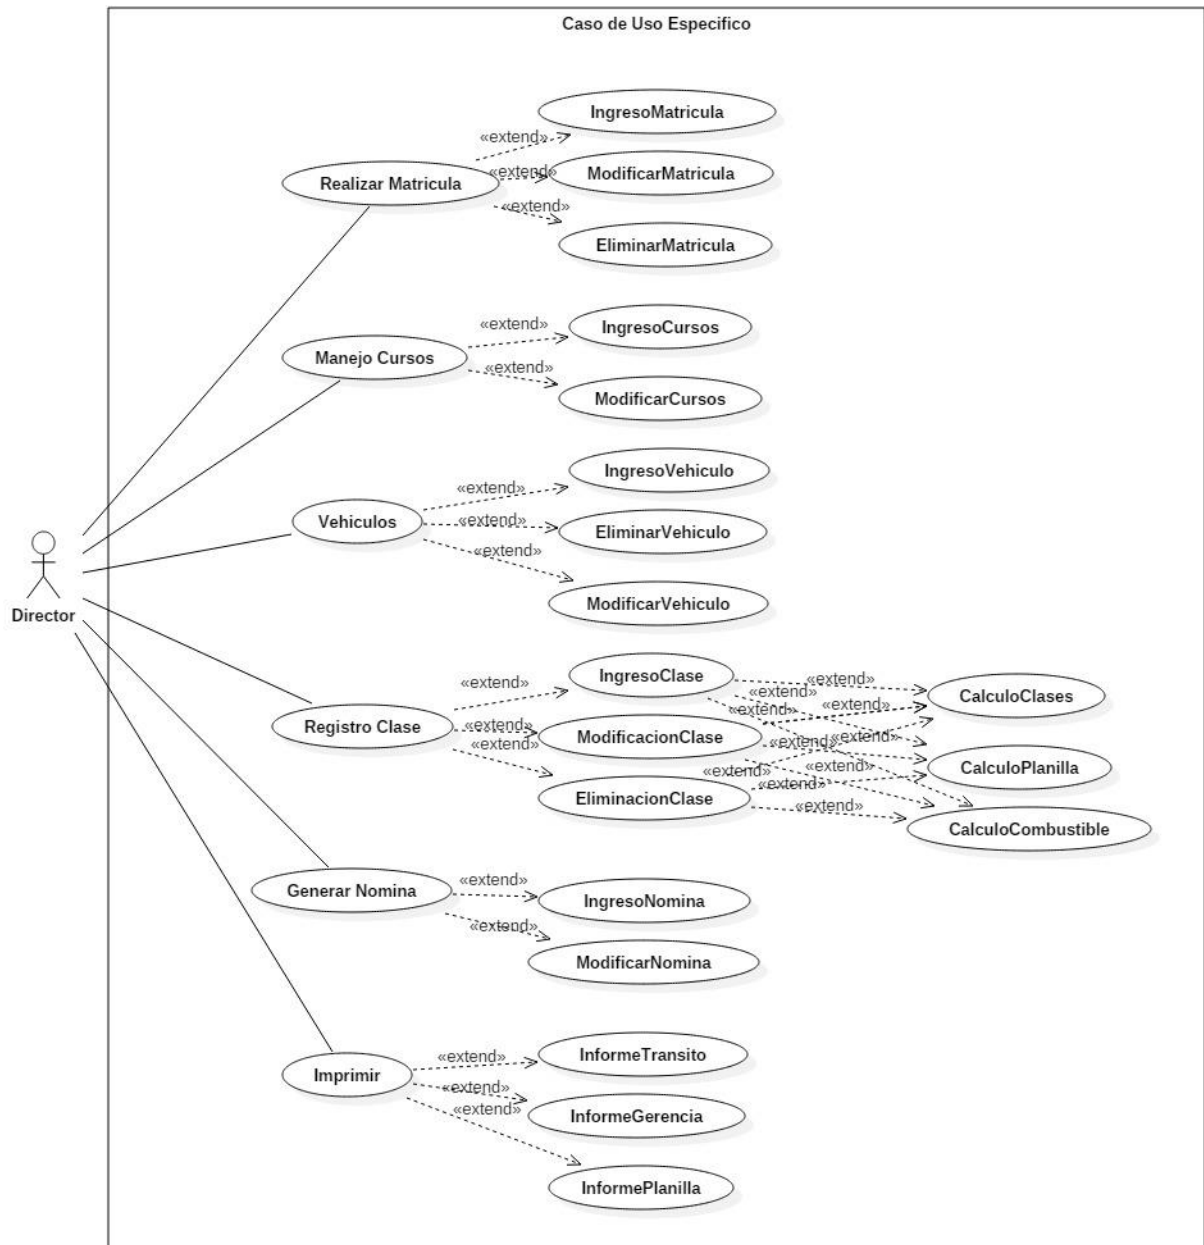 Caso de Uso Especifico
IngresoMatricula
«extend»
Realizar Matricula
«extend»
ModificarMatricula
«extend»
EliminarMatricula
«extend»
IngresoCursos
Manejo Cursos
«extend»
ModificarCursos
IngresoVehiculo
«extend»
Vehiculos
«extend»
EliminarVehiculo
«extend»
ModificarVehiculo
Director
IngresoClase
«extend»
«extend»
«extend»
«extend»
CalculoClases
Registro Clase
«extend»
ModificacionClase
«extend»
«extend»
«extend»
«extend»
CalculoPlanilla
«extend»
«extend»
EliminacionClase
«extend»
«extend»
CalculoCombustible
Generar Nomina
«extend»
IngresoNomina
«extend»
ModificarNomina
Imprimir
«extend»
InformeTransito
«extend»
«extend»
InformeGerencia
InformePlanilla